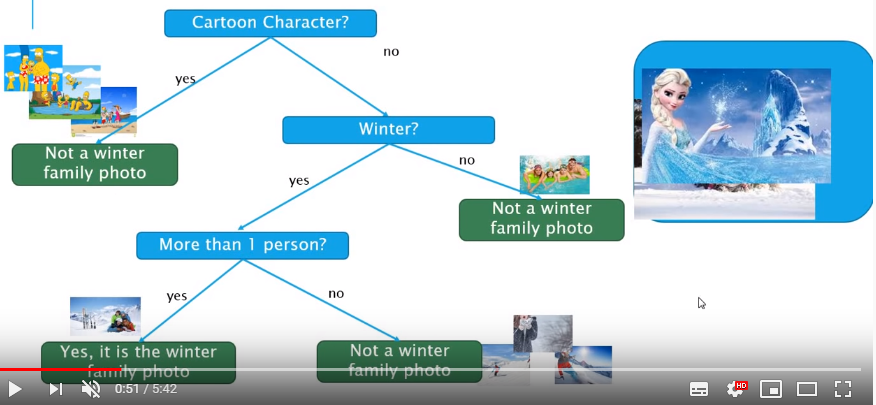 Cartoon Character?
yes
no
Not a winter
family photo
Winter?
yes
no
Not a winter
family photo
More than 1 person?
yes
no
Yes, it is the winter
family photo
Not a winter
family photo
0:51 / 5:42
HD